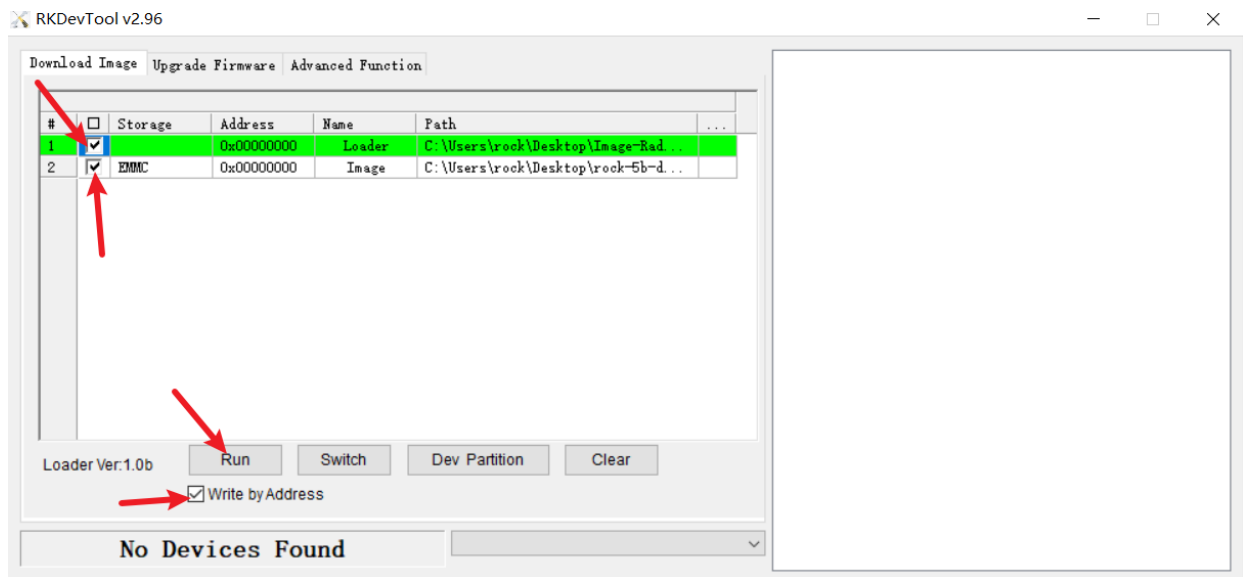 RKDevTool v2.96
Download Image Upgrade Firmware Advanced Function
# Storage Address Name Path ...
1 0x00000000 Loader C:\Users\rock\Desktop\Image-Rad...
2 EMMC 0x00000000 Image C:\Users\rock\Desktop\rock-5b-d...
Loader Ver:1.0b Run Switch Dev Partition Clear
Write by Address
No Devices Found